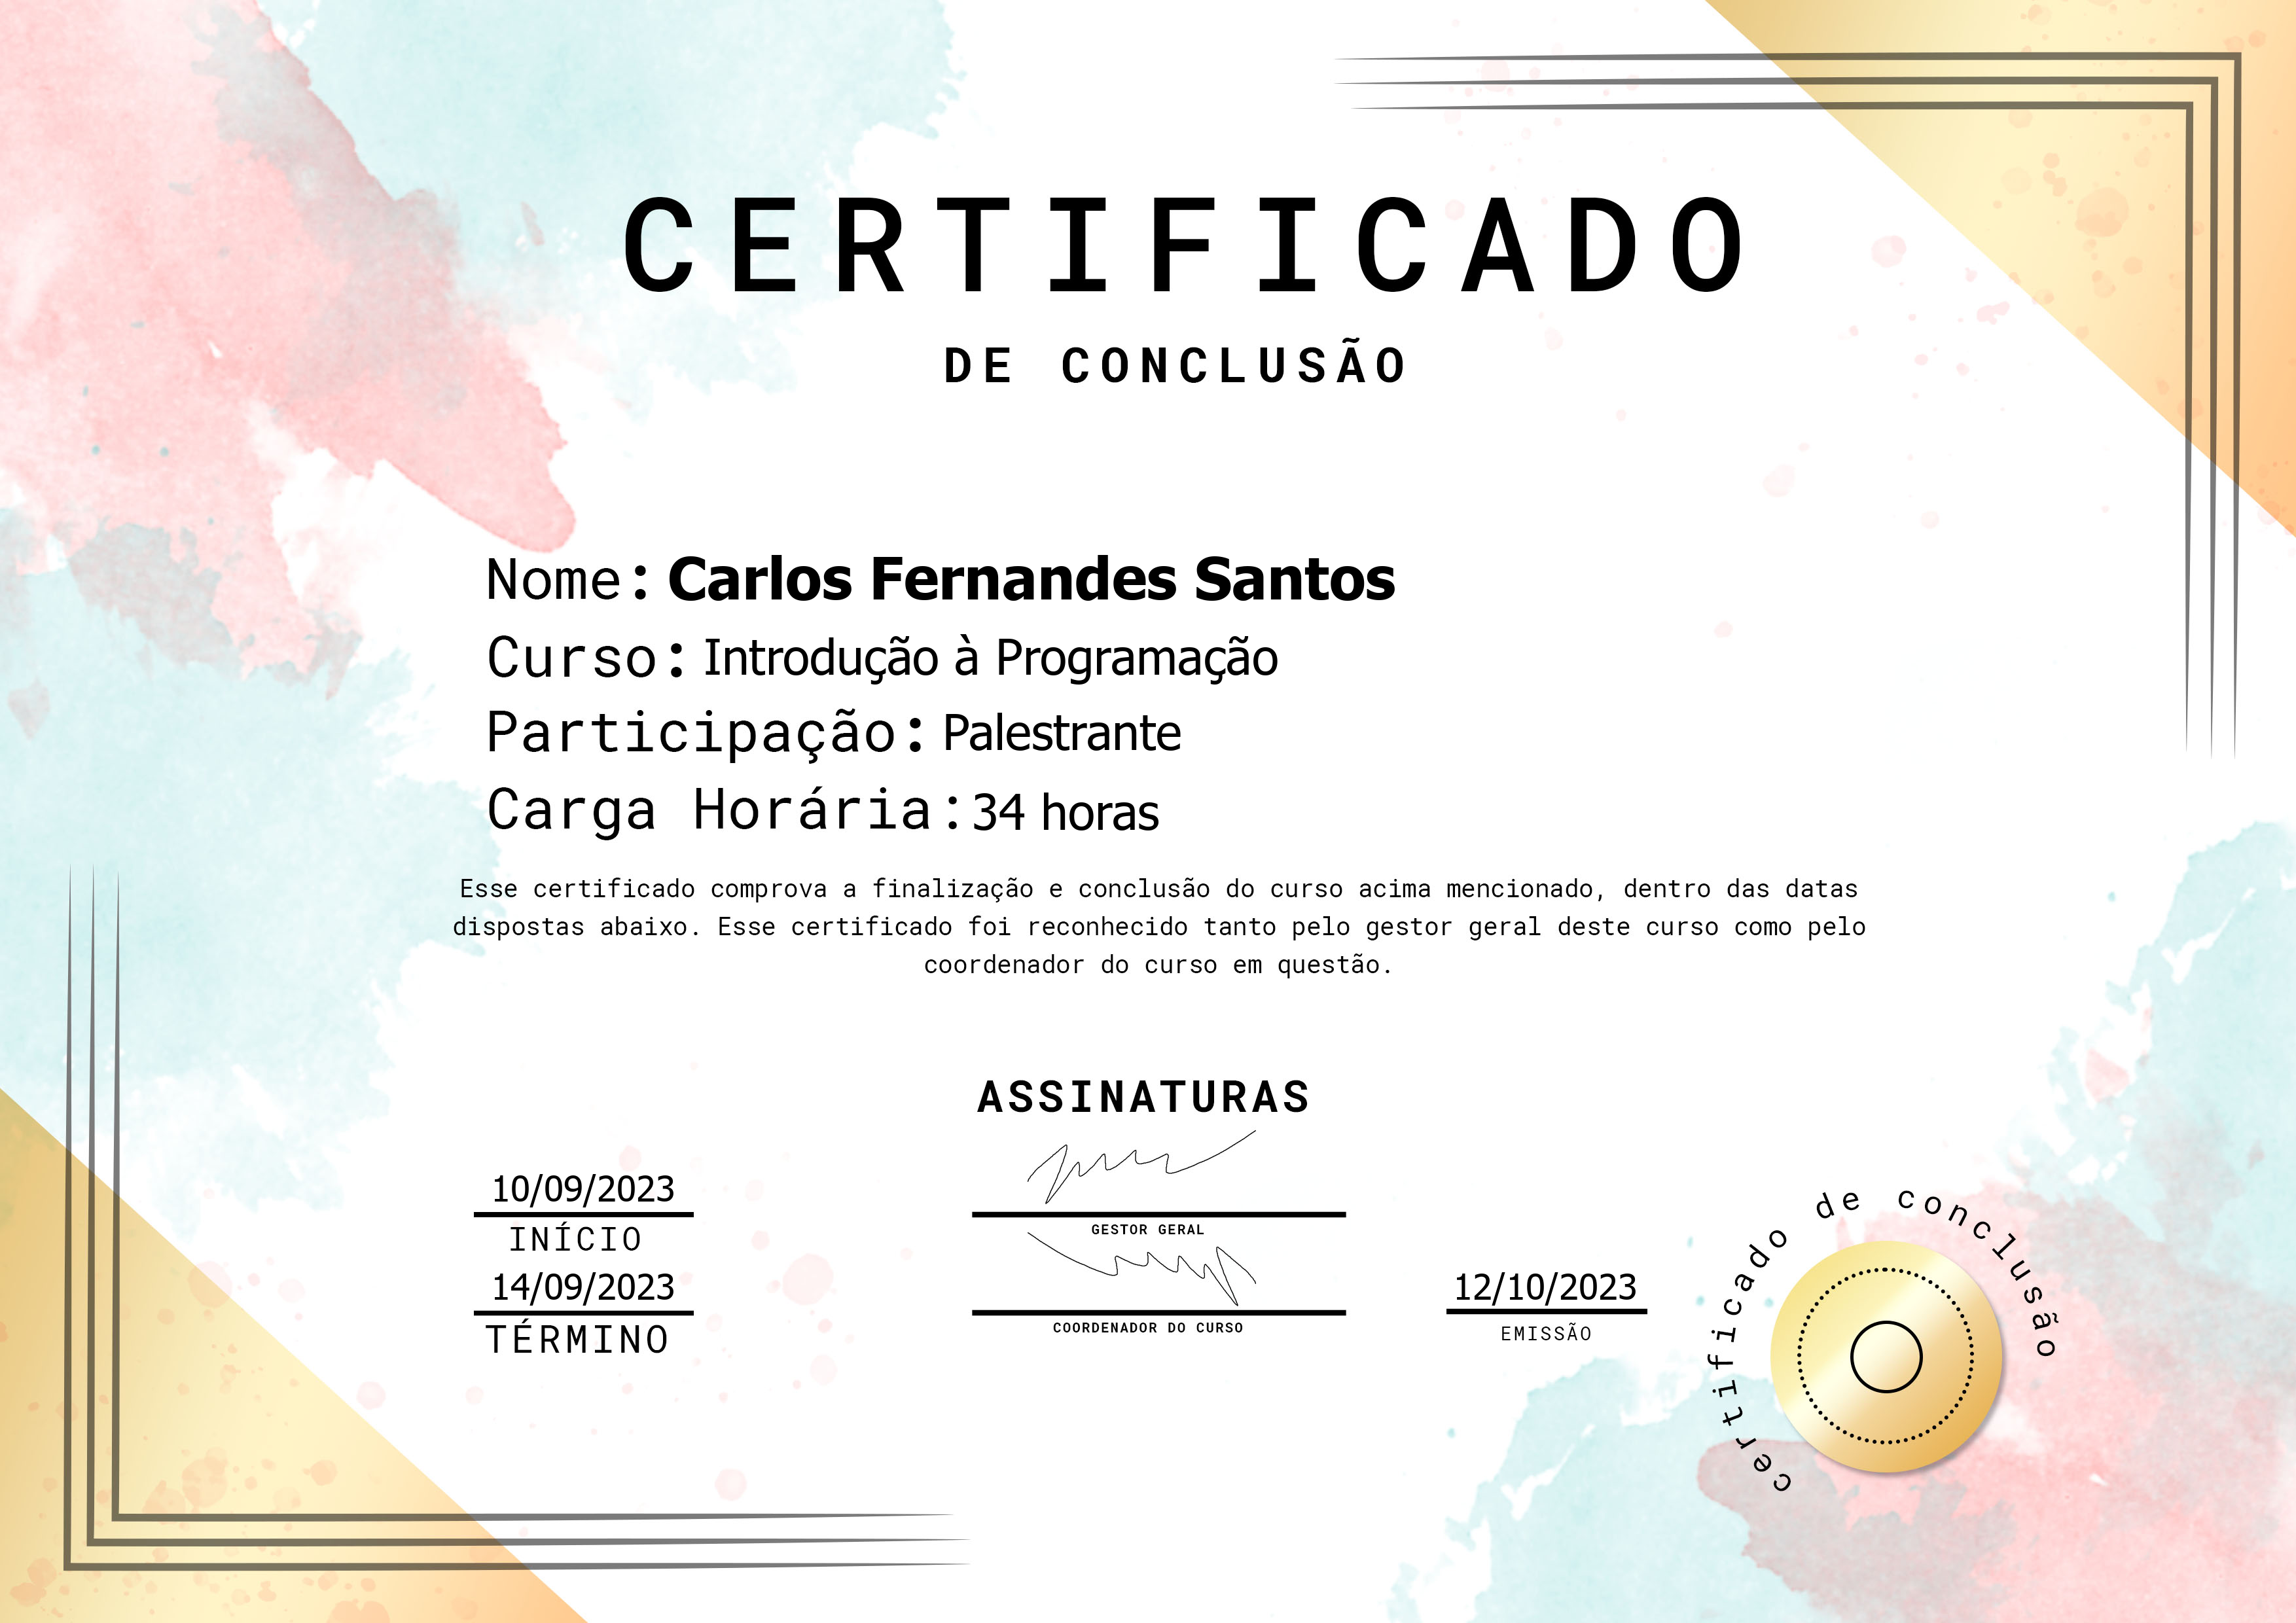 CERTIFICADO
DE CONCLUSÃO
Nome: Carlos Fernandes Santos
Curso: Introdução à Programação
Participação: Palestrante
Carga Horária: 34 horas
Esse certificado comprova a finalização e conclusão do curso acima mencionado, dentro das datas
dispostas abaixo. Esse certificado foi reconhecido tanto pelo gestor geral deste curso como pelo
coordenador do curso em questão.
ASSINATURAS
10/09/2023
INÍCIO
14/09/2023
TÉRMINO
GESTOR GERAL
COORDENADOR DO CURSO
12/10/2023
EMISSÃO
certificado de conclusão